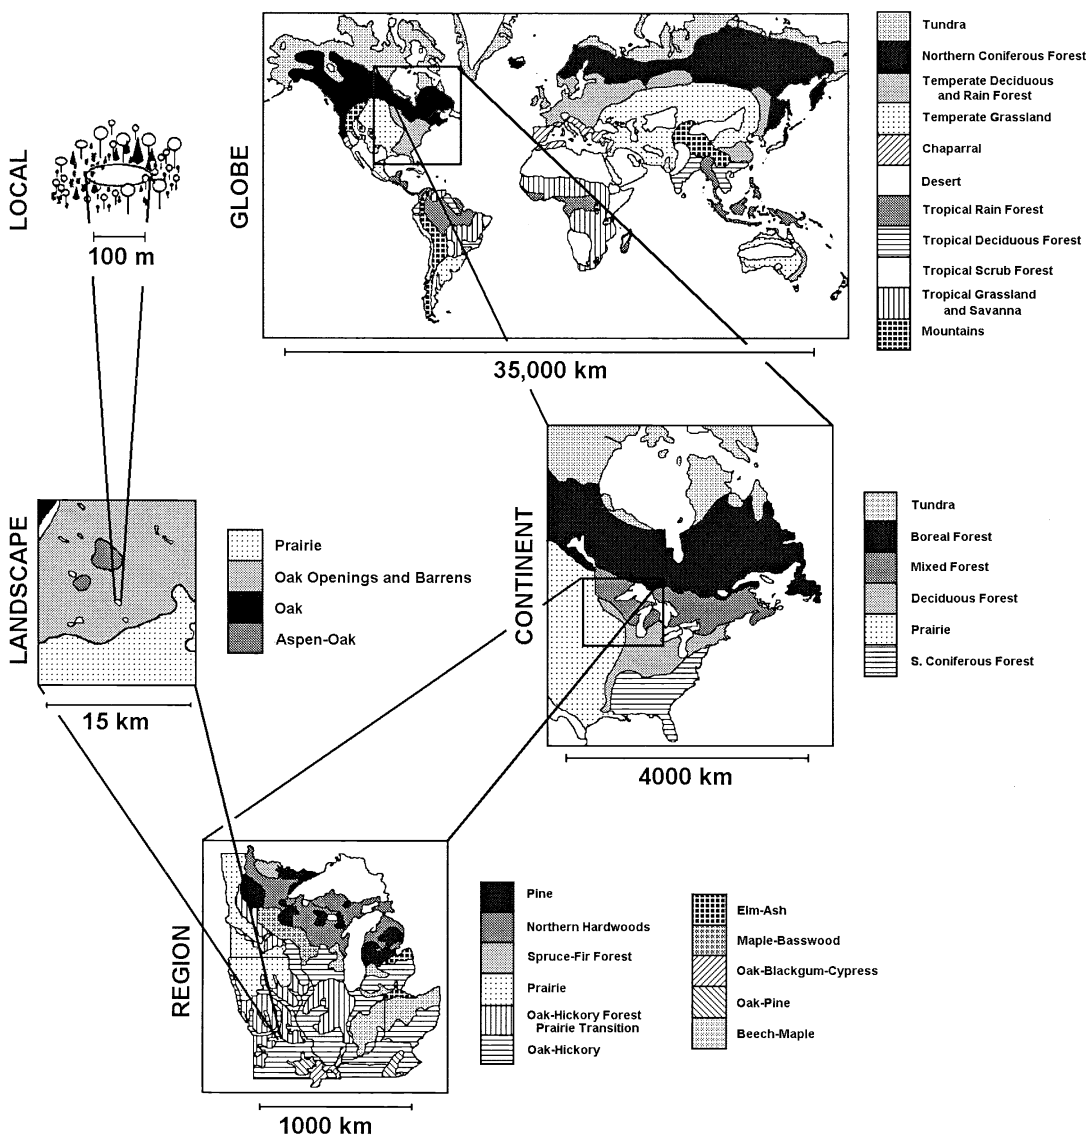 LOCAL
100 m
GLOBE
35,000 km
Tundra
Northern Coniferous Forest
Temperate Deciduous
and Rain Forest
Temperate Grassland
Chaparral
Desert
Tropical Rain Forest
Tropical Deciduous Forest
Tropical Scrub Forest
Tropical Grassland
and Savanna
Mountains
LANDSCAPE
15 km
Prairie
Oak Openings and Barrens
Oak
Aspen-Oak
CONTINENT
4000 km
Tundra
Boreal Forest
Mixed Forest
Deciduous Forest
Prairie
S. Coniferous Forest
REGION
1000 km
Pine
Northern Hardwoods
Spruce-Fir Forest
Prairie
Oak-Hickory Forest
Prairie Transition
Oak-Hickory
Elm-Ash
Maple-Basswood
Oak-Blackgum-Cypress
Oak-Pine
Beech-Maple